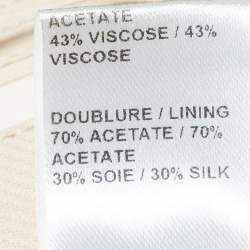 ACETATE
43% VISCOSE / 43%
VISCOSE
DOUBLURE / LINING
70% ACETATE / 70%
ACETATE
30% SOIE / 30% SILK